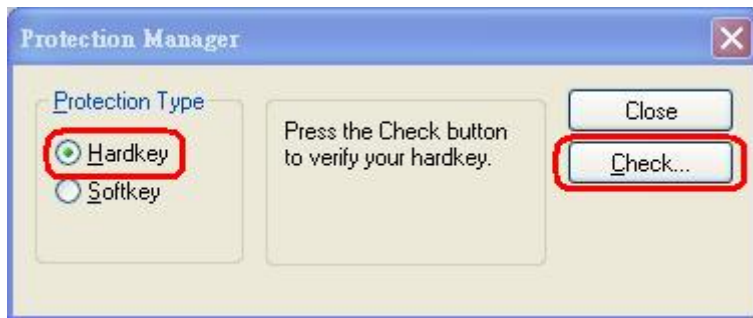 Protection Manager
Protection Type
Hardkey
Softkey
Press the Check button
to verify your hardkey.
Close
Check...